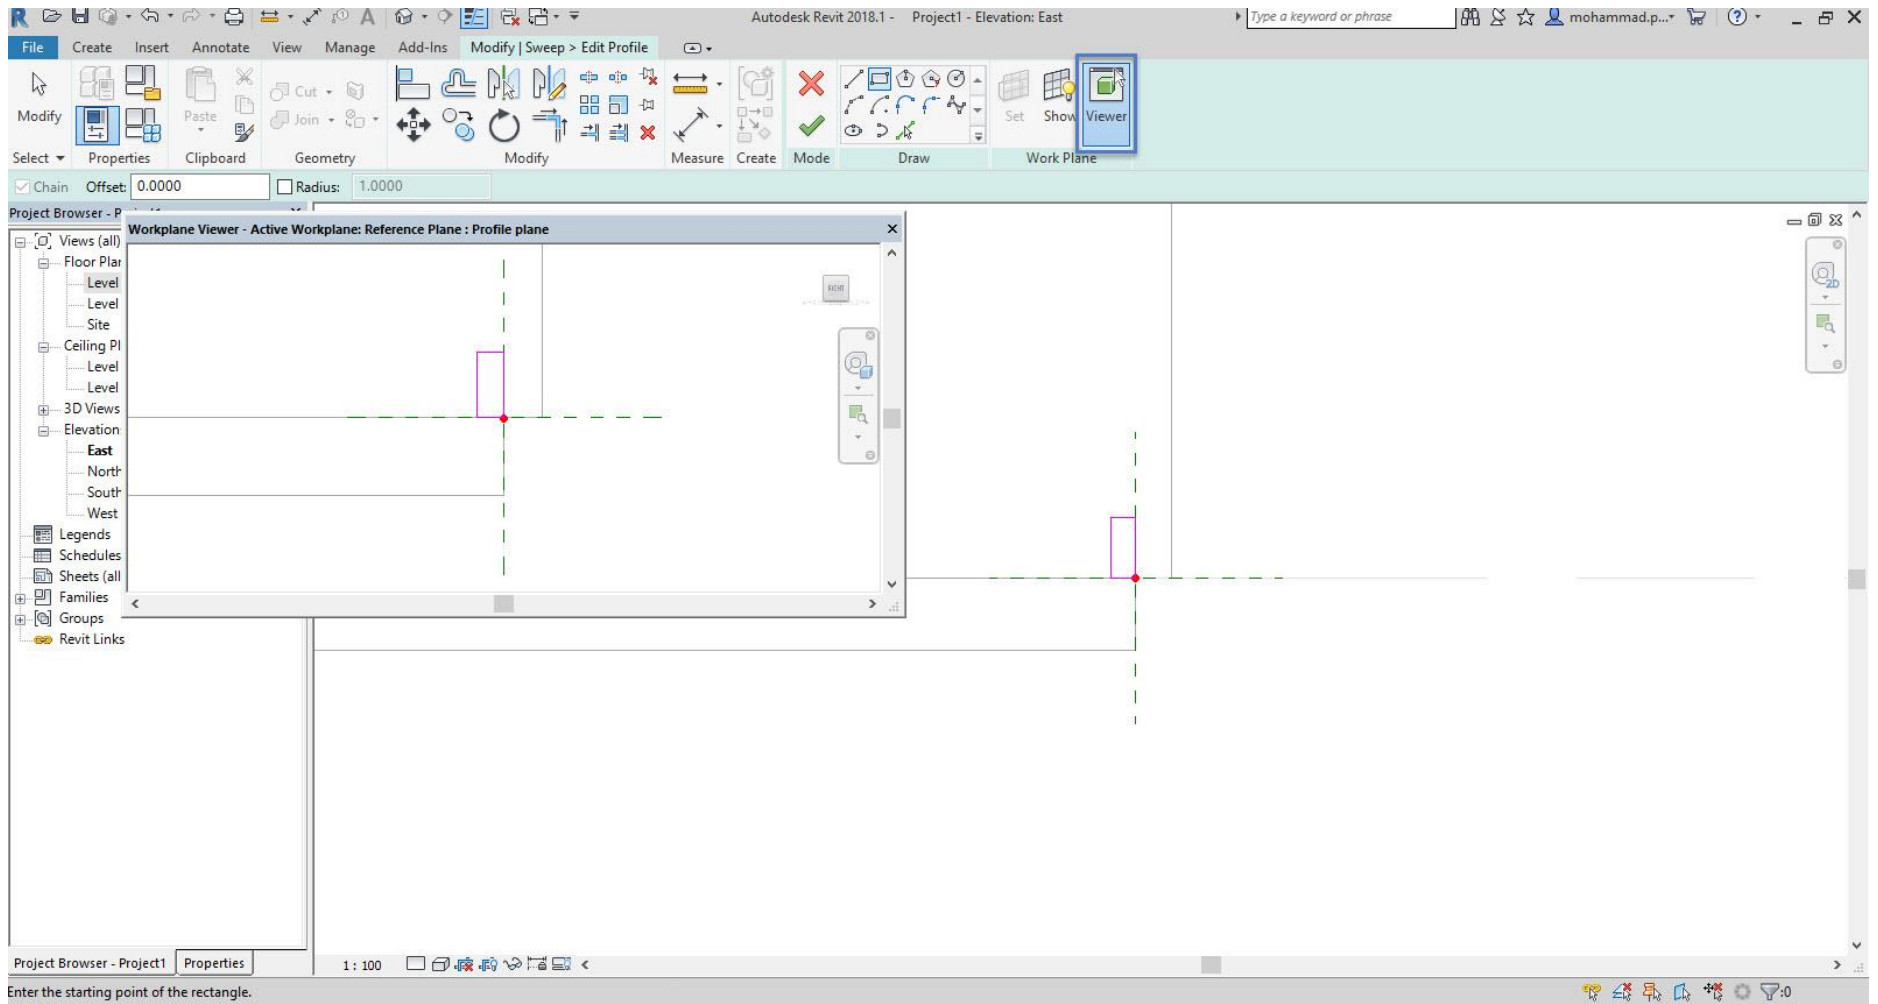 Autodesk Revit 2018.1 - Project1 - Elevation: East
Type a keyword or phrase
mohammad.p...
File Create Insert Annotate View Manage Add-Ins Modify | Sweep > Edit Profile
Modify Paste Cut Join Set Show Viewer
Select Properties Clipboard Geometry Modify Measure Create Mode Draw Work Plane
Chain Offset: 0.0000 Radius: 1.0000
Project Browser - P
Workplane Viewer - Active Workplane: Reference Plane : Profile plane
Views (all)
Floor Plan
Level
Level
Site
Ceiling Pl
Level
Level
3D Views
Elevation
East
North
South
West
Legends
Schedules
Sheets (all
Families
Groups
Revit Links
RIGHT
2D
Project Browser - Project1 Properties
1 : 100
Enter the starting point of the rectangle.
:0